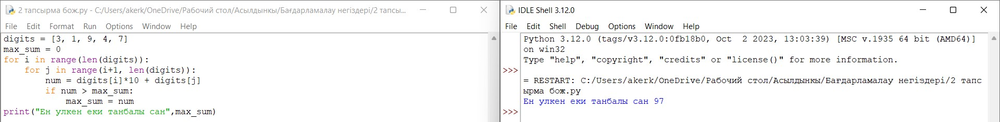 2 тапсырма бож.py - C:/Users/akerk/OneDrive/Рабочий стол/Асылдынкы/Бағдарламалау негіздері/2 тапсы...
File Edit Format Run Options Window Help
digits = [3, 1, 9, 4, 7]
max_sum = 0
for i in range(len(digits)):
    for j in range(i+1, len(digits)):
        num = digits[i]*10 + digits[j]
        if num > max_sum:
            max_sum = num
print("Ен улкен еки танбалы сан",max_sum)
IDLE Shell 3.12.0
File Edit Shell Debug Options Window Help
Python 3.12.0 (tags/v3.12.0:0fb18b0, Oct  2 2023, 13:03:39) [MSC v.1935 64 bit (AMD64)]
on win32
Type "help", "copyright", "credits" or "license()" for more information.
>>>
= RESTART: C:/Users/akerk/OneDrive/Рабочий стол/Асылдынкы/Бағдарламалау негіздері/2 тапс
ырма бож.py
Ен улкен еки танбалы сан 97
>>>